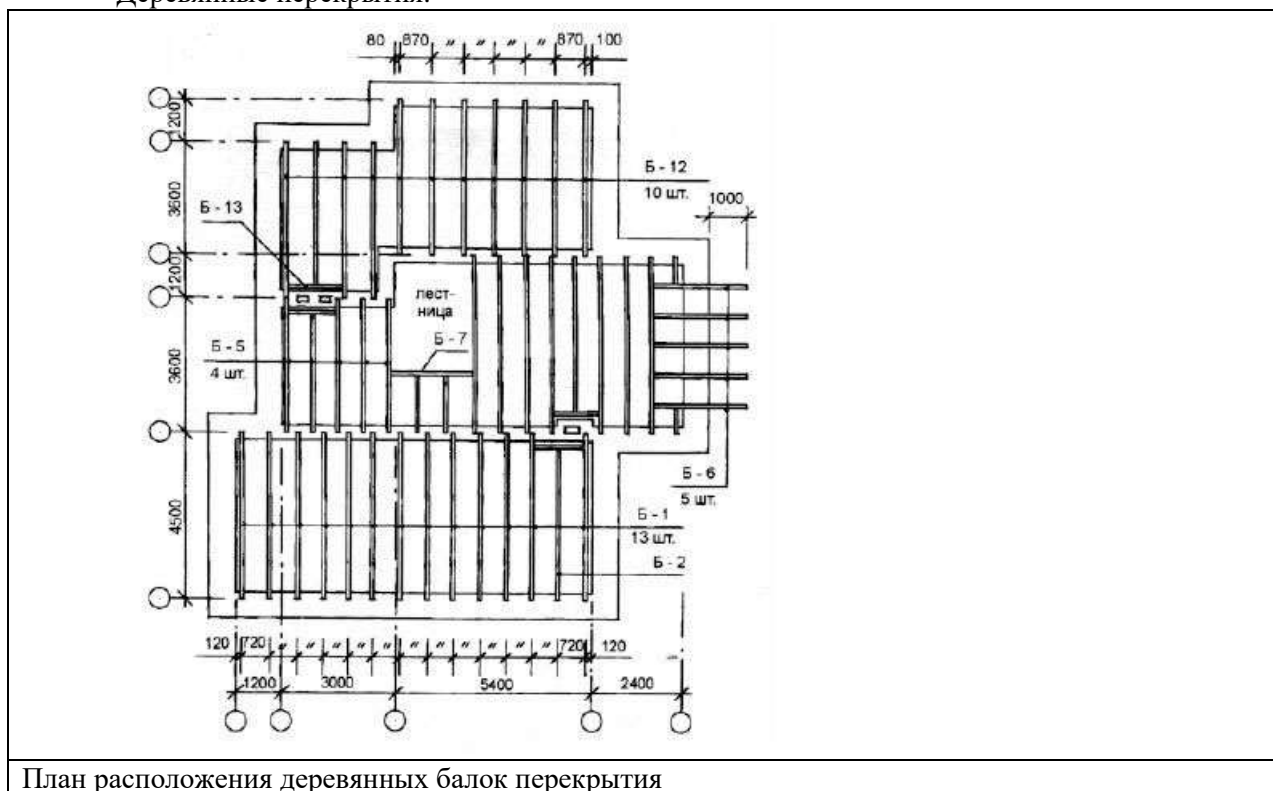 Деревянные перекрытия.
80 870 〃 〃 〃 〃 870 100
1200
3600
1200
3600
4500
Б - 12
10 шт.
1000
Б - 13
лест-
ница
Б - 7
Б - 5
4 шт.
Б - 6
5 шт.
Б - 1
13 шт.
Б - 2
120 720 〃 〃 〃 〃 〃 〃 〃 〃 〃 〃 〃 720 120
1200 3000 5400 2400
План расположения деревянных балок перекрытия